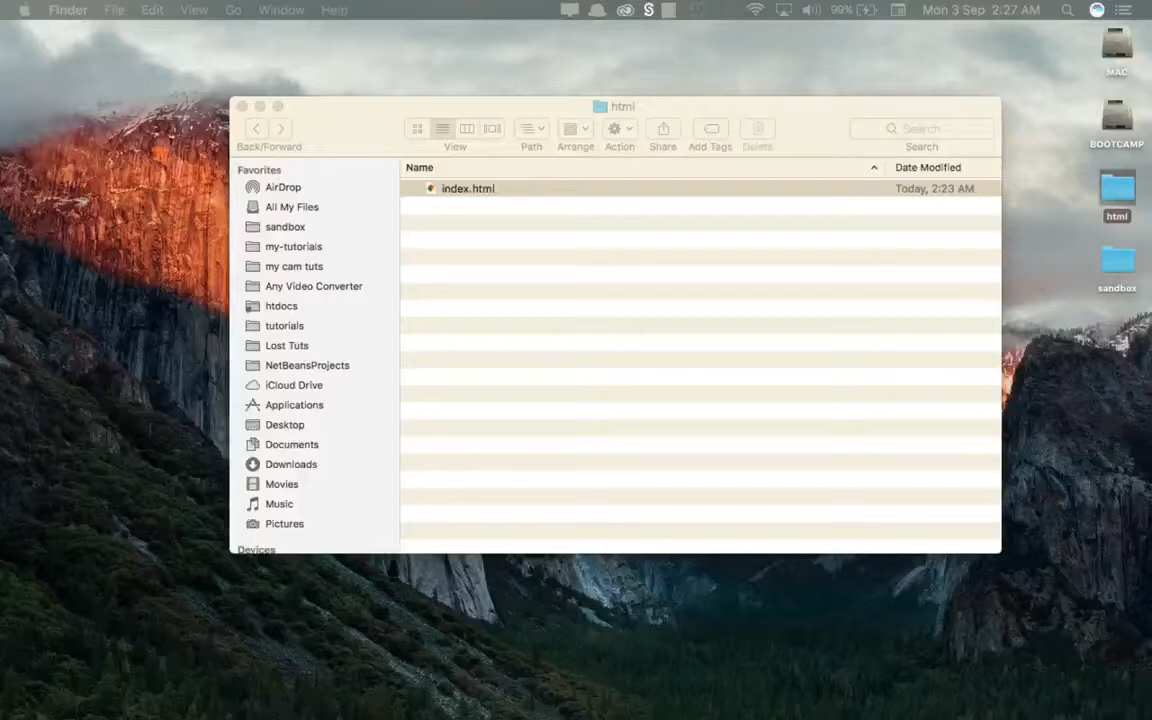 Finder File Edit View Go Window Help 99% Mon 3 Sep 2:27 AM
MAC
BOOTCAMP
html
sandbox
html
Search
Back/Forward View Path Arrange Action Share Add Tags Delete Search
Favorites
AirDrop
All My Files
sandbox
my-tutorials
my cam tuts
Any Video Converter
htdocs
tutorials
Lost Tuts
NetBeansProjects
iCloud Drive
Applications
Desktop
Documents
Downloads
Movies
Music
Pictures
Devices
Name Date Modified
index.html Today, 2:23 AM